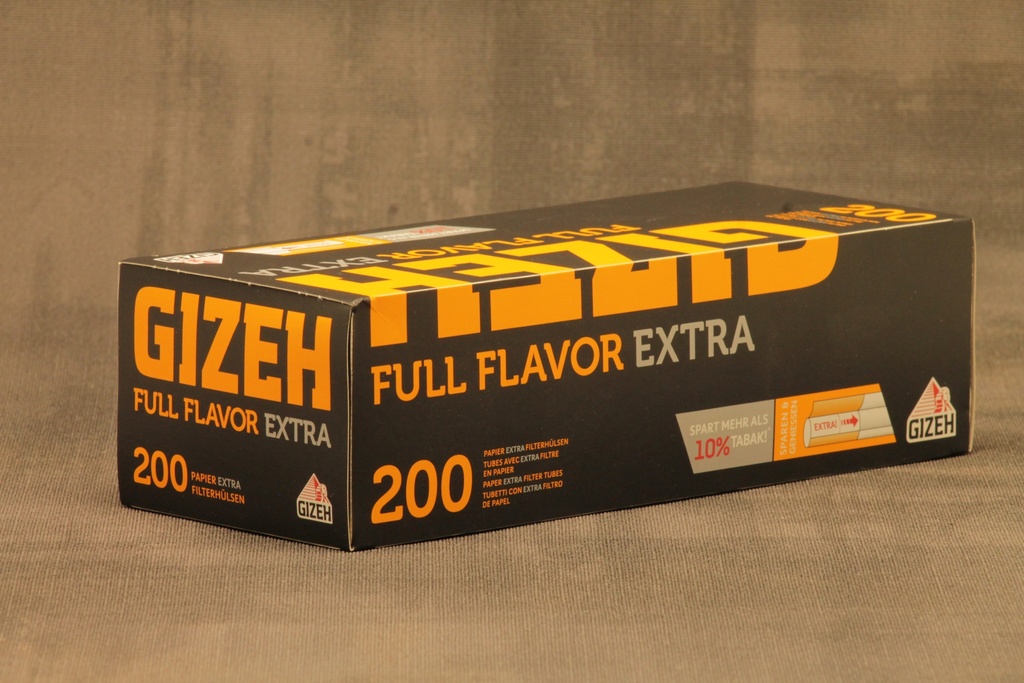 GIZEH
FULL FLAVOR EXTRA
200
PAPIER EXTRA
FILTERHÜLSEN
GIZEH
GIZEH
FULL FLAVOR EXTRA
200
GIZEH
FULL FLAVOR EXTRA
200
PAPIER EXTRA FILTERHÜLSEN
TUBES AVEC EXTRA FILTRE
EN PAPIER
PAPER EXTRA FILTER TUBES
TUBETTI CON EXTRA FILTRO
DE PAPEL
SPART MEHR ALS
10% TABAK!
SPAREN &
GENIESSEN
EXTRA!
GIZEH